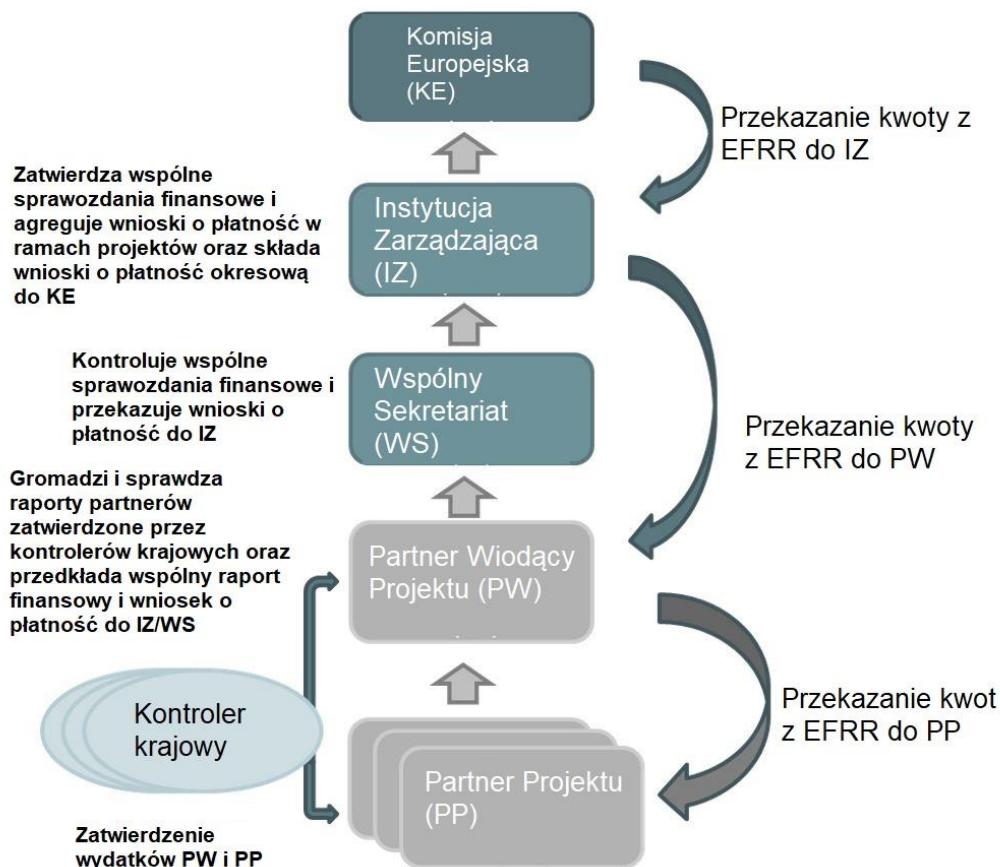 Komisja
Europejska
(KE)
Przekazanie kwoty z
EFRR do IZ
Zatwierdza wspólne
sprawozdania finansowe i
agreguje wnioski o płatność w
ramach projektów oraz składa
wnioski o płatność okresową
do KE
Instytucja
Zarządzająca
(IZ)
Kontroluje wspólne
sprawozdania finansowe i
przekazuje wnioski o
płatność do IZ
Wspólny
Sekretariat
(WS)
Przekazanie kwoty
z EFRR do PW
Gromadzi i sprawdza
raporty partnerów
zatwierdzone przez
kontrolerów krajowych oraz
przedkłada wspólny raport
finansowy i wniosek o
płatność do IZ/WS
Partner Wiodący
Projektu (PW)
Kontroler
krajowy
Przekazanie kwot
z EFRR do PP
Partner Projektu
(PP)
Zatwierdzenie
wydatków PW i PP